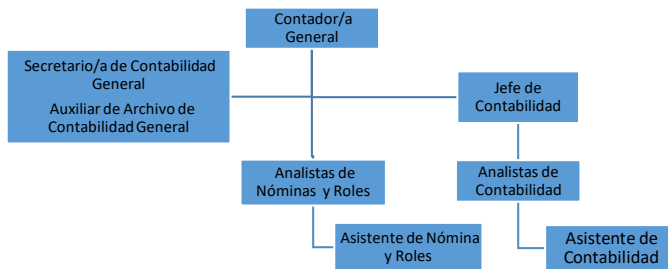 Contador/a
General
Secretario/a de Contabilidad
General
Auxiliar de Archivo de
Contabilidad General
Jefe de
Contabilidad
Analistas de
Nóminas y Roles
Analistas de
Contabilidad
Asistente de Nómina
y Roles
Asistente de
Contabilidad